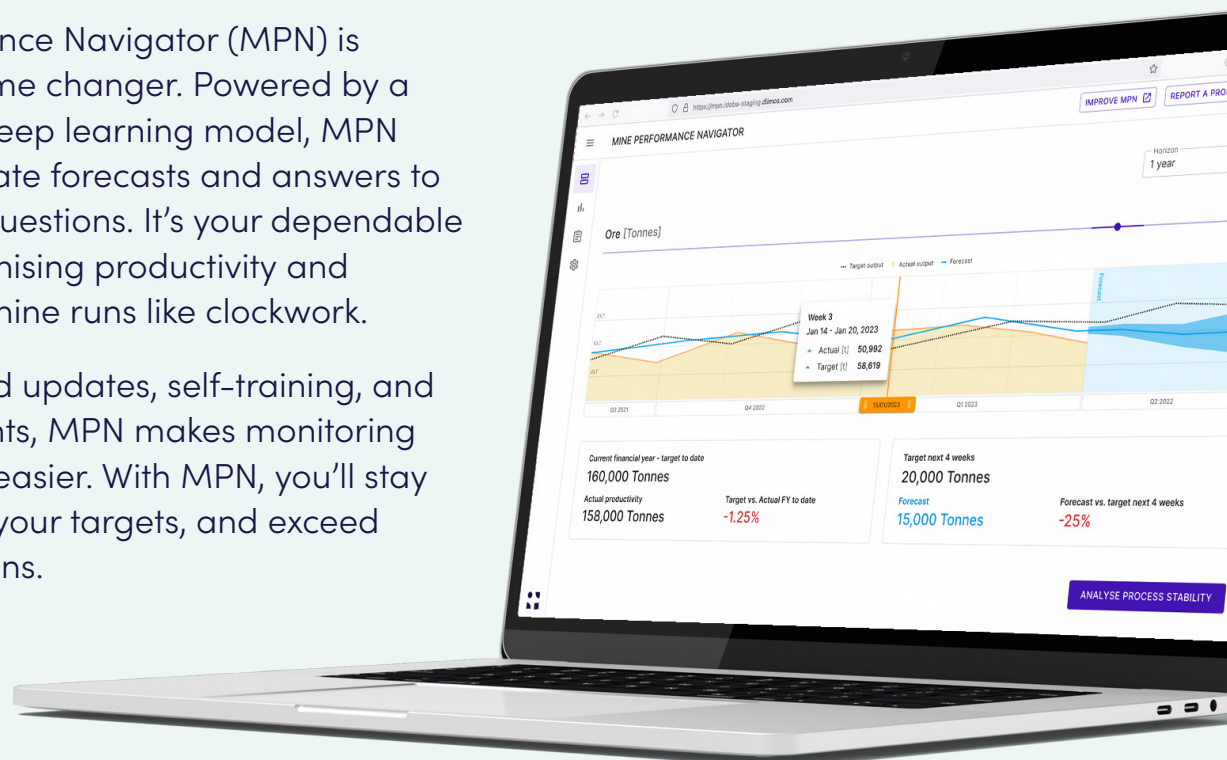 nce Navigator (MPN) is
me changer. Powered by a
eep learning model, MPN
ate forecasts and answers to
uestions. It’s your dependable
nising productivity and
nine runs like clockwork.
d updates, self-training, and
nts, MPN makes monitoring
easier. With MPN, you’ll stay
your targets, and exceed
ns.
https://mpn.idoba-staging.dimos.com
MINE PERFORMANCE NAVIGATOR
IMPROVE MPN
REPORT A PRO
Horizon
1 year
Ore [Tonnes]
Target output Actual output Forecast
Forecast
Week 3
Jan 14 - Jan 20, 2023
Actual [t] 50,992
Target [t] 58,619
Q3 2021 Q4 2022 15/01/2023 Q1 2023 Q2 2022
Current financial year - target to date
160,000 Tonnes
Actual productivity Target vs. Actual FY to date
158,000 Tonnes -1.25%
Target next 4 weeks
20,000 Tonnes
Forecast Forecast vs. target next 4 weeks
15,000 Tonnes -25%
ANALYSE PROCESS STABILITY